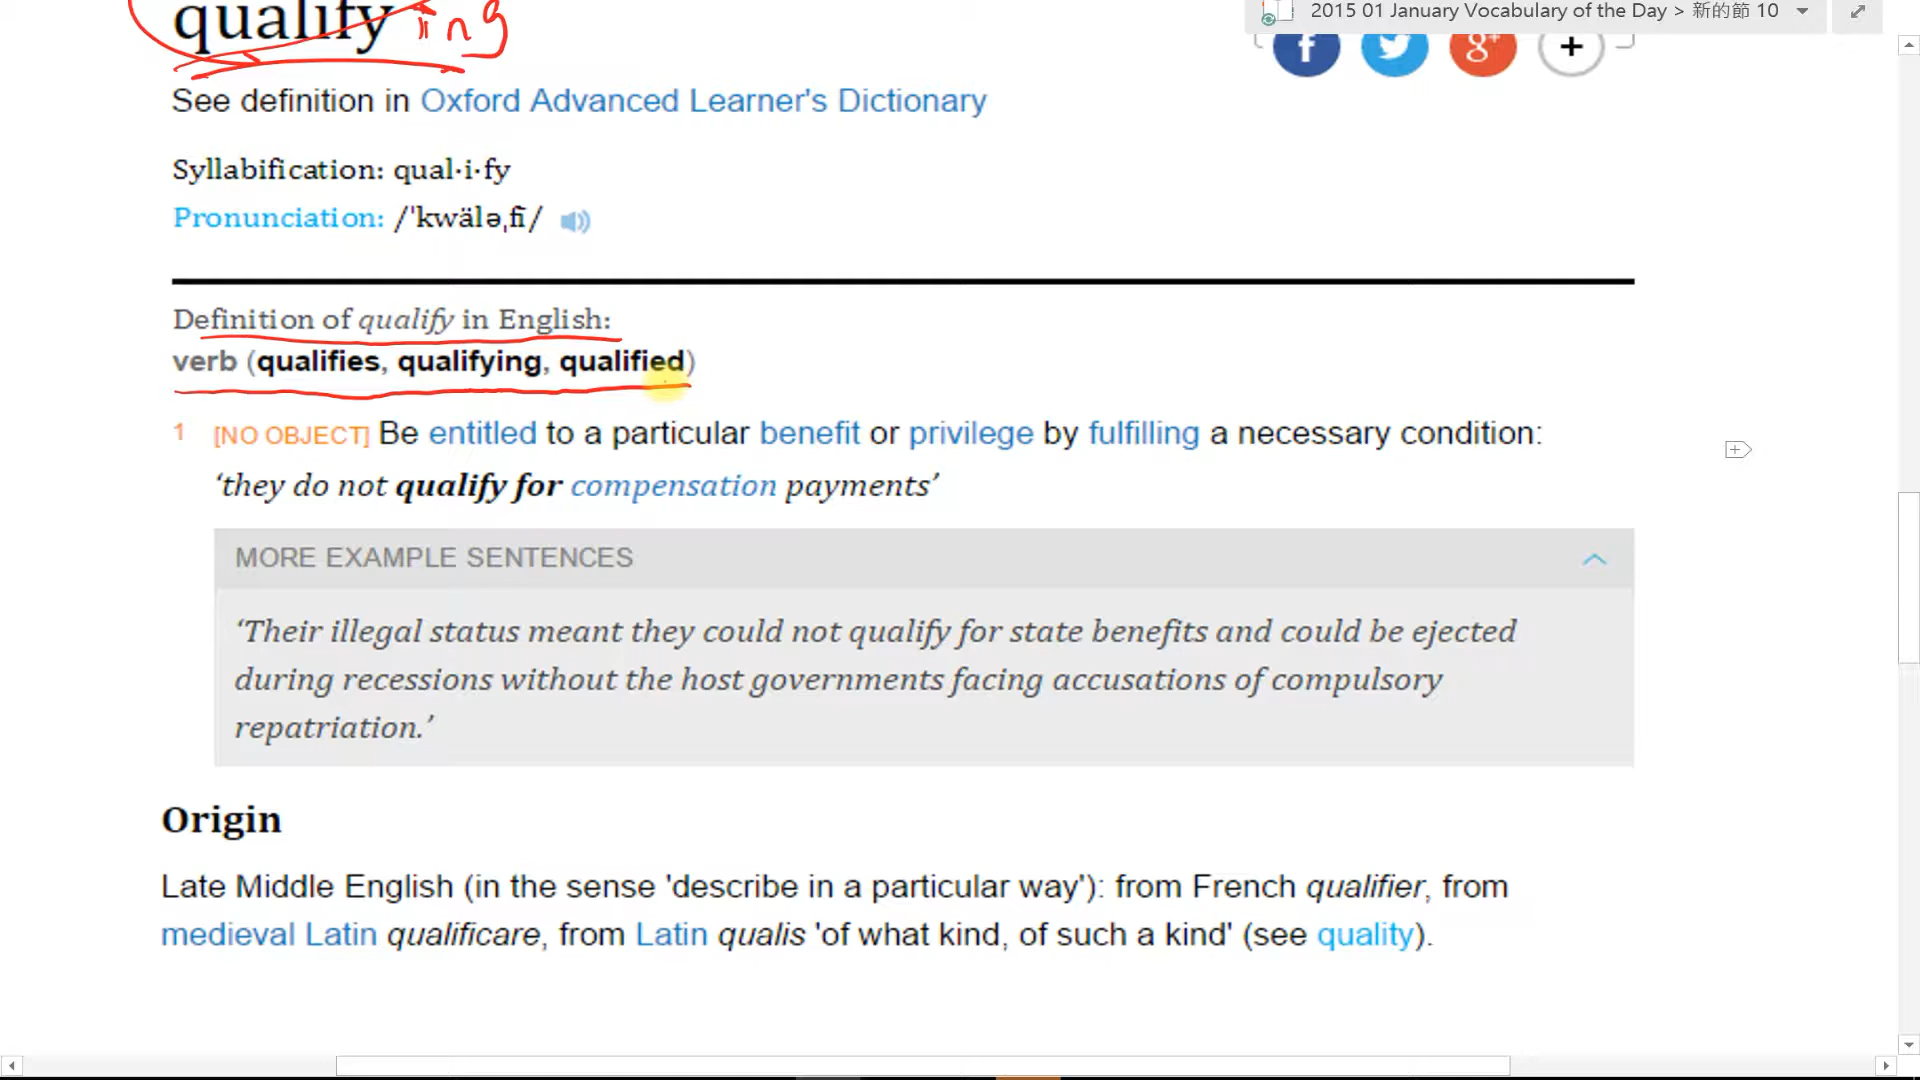 2015 01 January Vocabulary of the Day > 新的節 10
qualify ing
f g+ +
See definition in Oxford Advanced Learner's Dictionary
Syllabification: qual·i·fy
Pronunciation: /ˈkwäləˌfī/
Definition of qualify in English:
verb (qualifies, qualifying, qualified)
1 [NO OBJECT] Be entitled to a particular benefit or privilege by fulfilling a necessary condition:
‘they do not qualify for compensation payments’
MORE EXAMPLE SENTENCES
‘Their illegal status meant they could not qualify for state benefits and could be ejected
during recessions without the host governments facing accusations of compulsory
repatriation.’
Origin
Late Middle English (in the sense 'describe in a particular way'): from French qualifier, from
medieval Latin qualificare, from Latin qualis 'of what kind, of such a kind' (see quality).